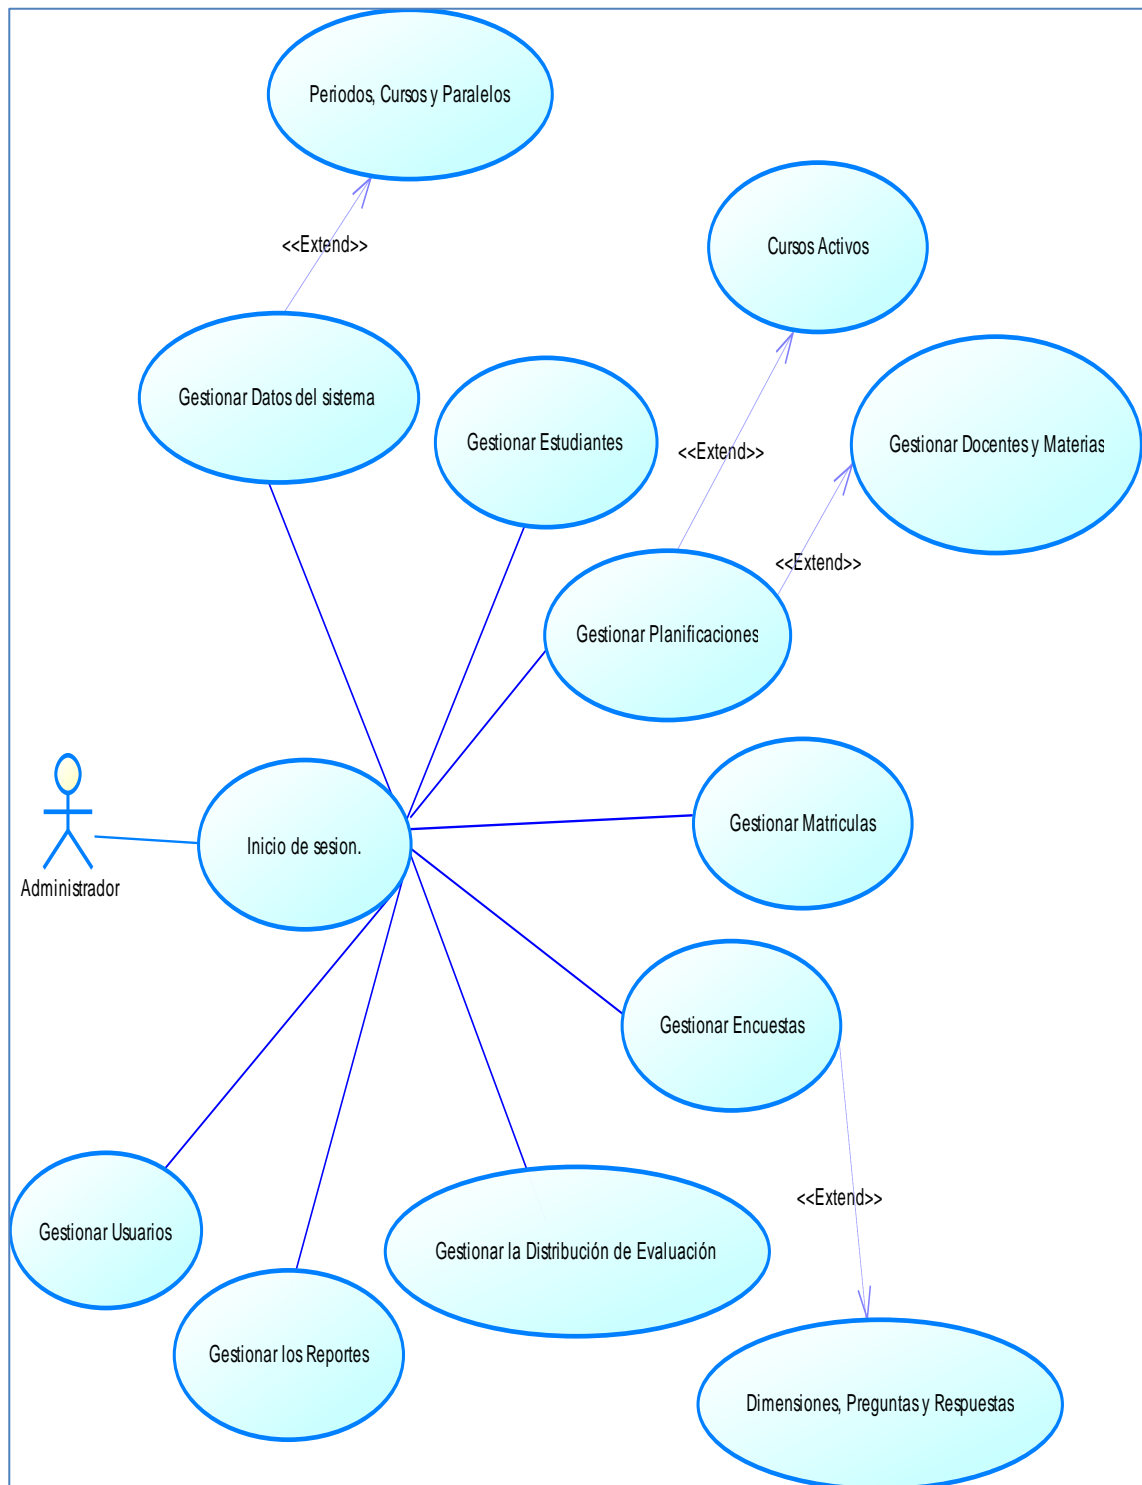 Periodos, Cursos y Paralelos
<<Extend>>
Cursos Activos
Gestionar Datos del sistema
Gestionar Estudiantes
<<Extend>>
Gestionar Docentes y Materias
<<Extend>>
Gestionar Planificaciones
Gestionar Matriculas
Inicio de sesion.
Administrador
Gestionar Encuestas
<<Extend>>
Gestionar Usuarios
Gestionar la Distribución de Evaluación
Gestionar los Reportes
Dimensiones, Preguntas y Respuestas